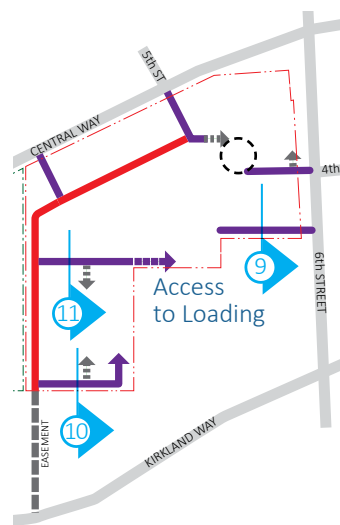 5th ST
CENTRAL WAY
4th
9
6th STREET
Access
to Loading
11
10
EASEMENT
KIRKLAND WAY